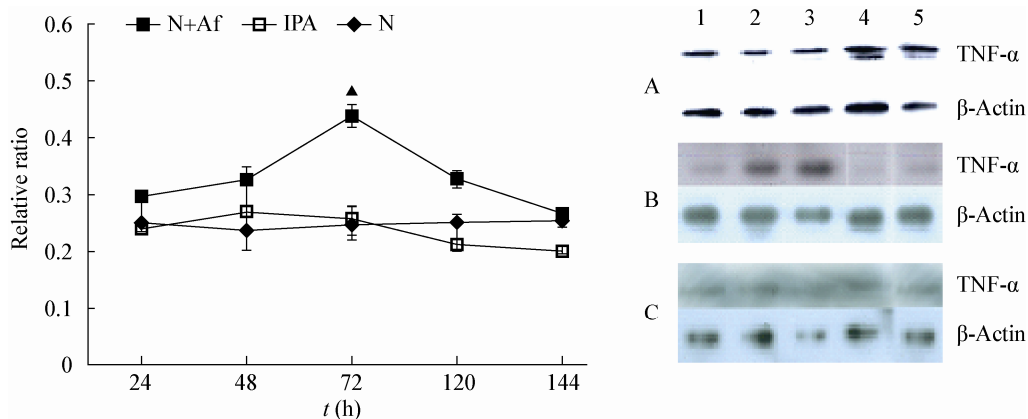 N+Af IPA N
0.6
0.5
0.4
0.3
0.2
0.1
0
Relative ratio
24 48 72 120 144
t (h)
1 2 3 4 5
A
TNF-α
β-Actin
B
TNF-α
β-Actin
C
TNF-α
β-Actin